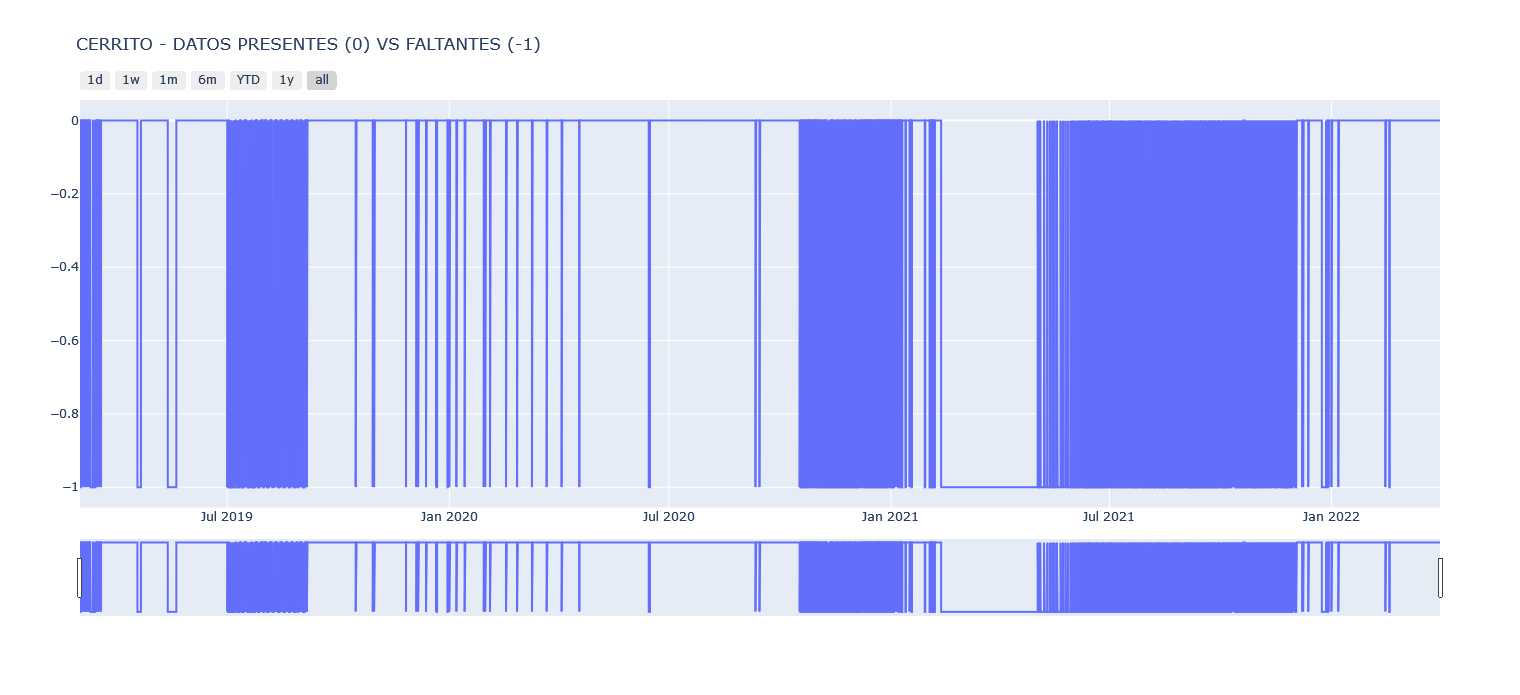 CERRITO - DATOS PRESENTES (0) VS FALTANTES (-1)
1d 1w 1m 6m YTD 1y all
0
−0.2
−0.4
−0.6
−0.8
−1
Jul 2019 Jan 2020 Jul 2020 Jan 2021 Jul 2021 Jan 2022